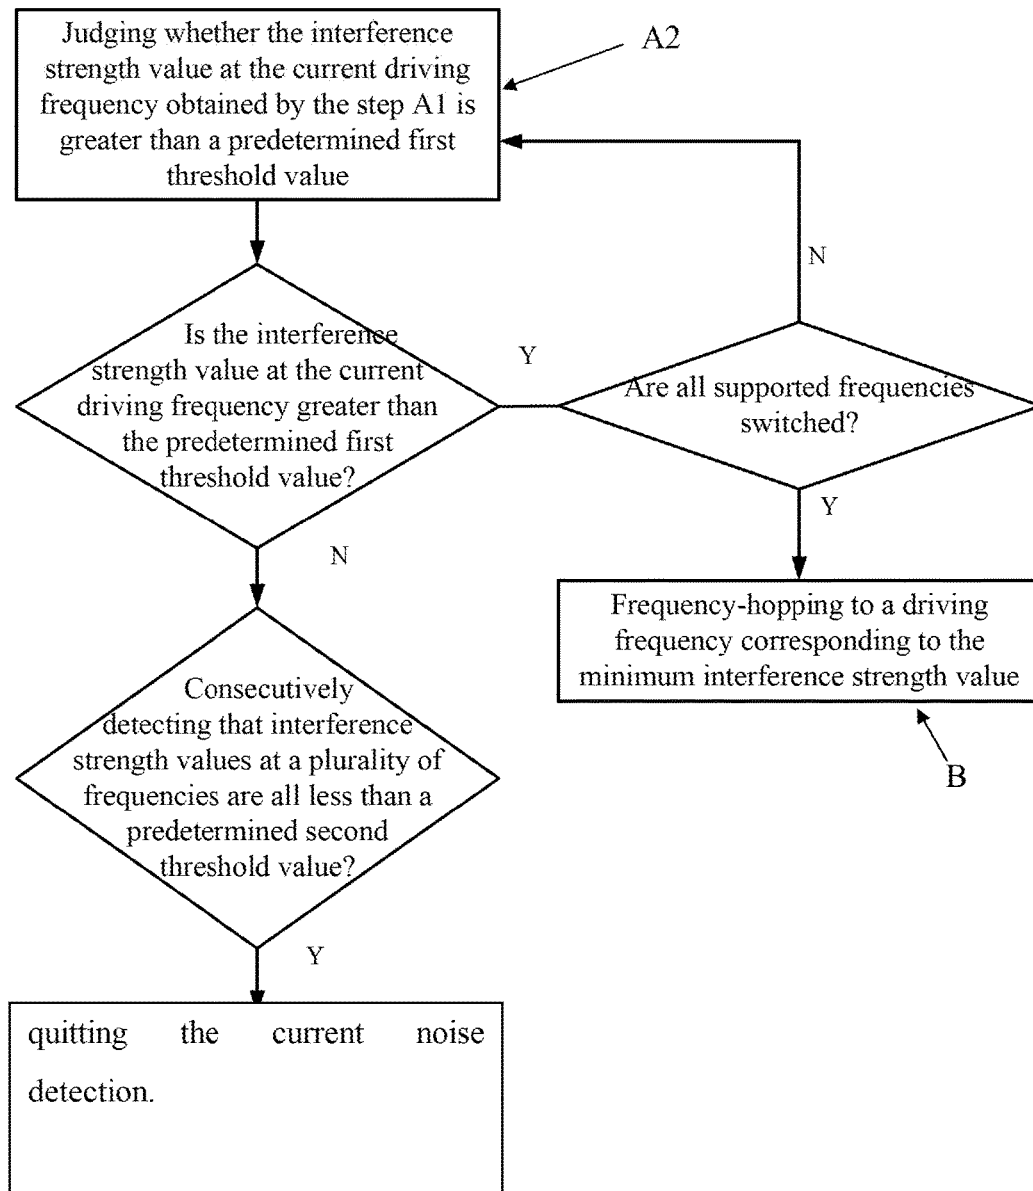 Judging whether the interference
strength value at the current driving
frequency obtained by the step A1 is
greater than a predetermined first
threshold value
A2
N
Is the interference
strength value at the current
driving frequency greater than
the predetermined first
threshold value?
Y
Are all supported frequencies
switched?
Y
N
Frequency-hopping to a driving
frequency corresponding to the
minimum interference strength value
B
Consecutively
detecting that interference
strength values at a plurality of
frequencies are all less than a
predetermined second
threshold value?
Y
quitting the current noise
detection.